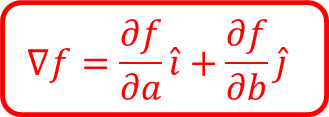 ∇f = ∂f/∂a î + ∂f/∂b ĵ